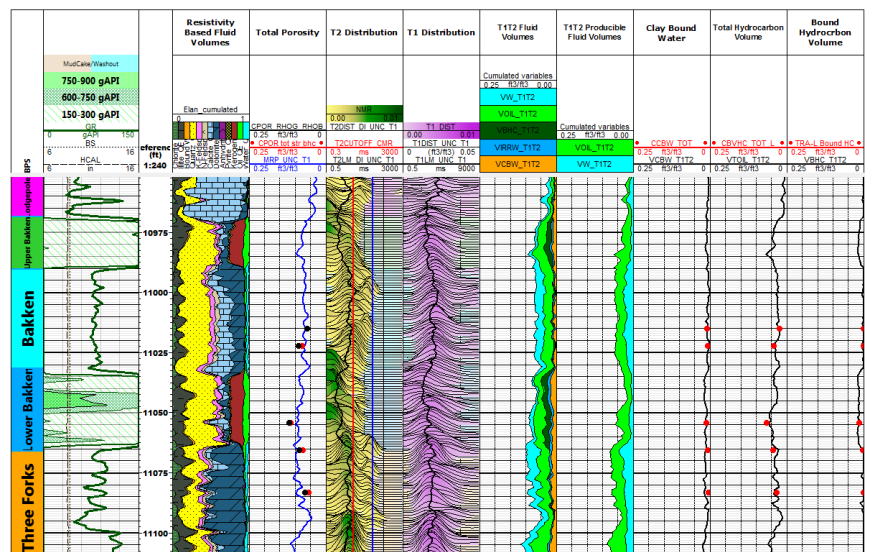 Resistivity
Based Fluid
Volumes
Total Porosity
T2 Distribution
T1 Distribution
T1T2 Fluid
Volumes
T1T2 Producible
Fluid Volumes
Clay Bound
Water
Total Hydrocarbon
Volume
Bound
Hydrocrbon
Volume
MudCake/Washout
750-900 gAPI
600-750 gAPI
150-300 gAPI
GR
0 gAPI 150
BS
6 16
HCAL
6 in 16
BPS
eferenc
(ft)
1:240
Elan_cumulated
0 1
CPOR_RHOG_RHOB
0.25 ft3/ft3 0
CPOR tot str bhc
0.25 ft3/ft3 0
MRP_UNC_T1
0.25 ft3/ft3 0
NMR
0.00 0.01
T2DIST_DI_UNC_T1
0.3 ms 3000
T2CUTOFF_CMR
0.3 ms 3000
T2LM_DI_UNC_T1
0.5 ms 3000
T1_DIST
0.00 0.01
T1DIST_UNC_T1
0 (ft3/ft3) 0.05
T1LM_UNC_T1
0.5 9000
Cumulated variables
0.25 ft3/ft3 0.00
VW_T1T2
VOIL_T1T2
VBHC_T1T2
VIRRW_T1T2
VCBW_T1T2
Cumulated variables
0.25 ft3/ft3 0.00
VOIL_T1T2
VW_T1T2
CCBW_TOT
0.25 ft3/ft3 0
VCBW_T1T2
0.25 ft3/ft3 0
CBVHC_TOT_L
0.25 ft3/ft3 0
VTOIL_T1T2
0.25 ft3/ft3 0
TRA-L Bound HC
0.25 ft3/ft3 0
VBHC_T1T2
0.25 ft3/ft3 0
Upper Bakken
Bakken
Lower Bakken
Three Forks
10975
11000
11025
11050
11075
11100